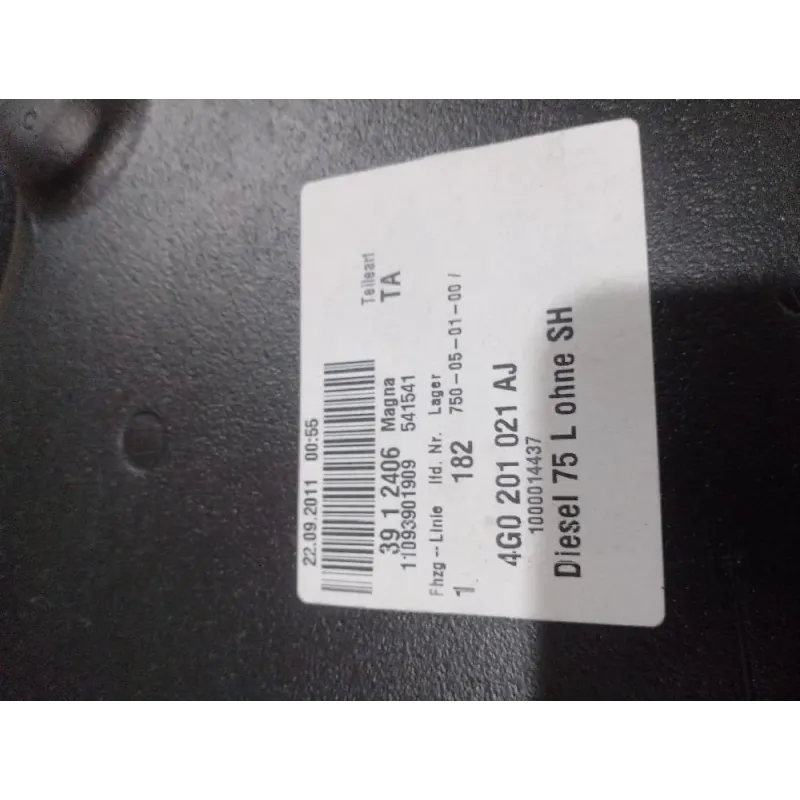 22.09.2011 00:55
39 1 2406 Magna
11093901909 541541
Teileart
TA
Fhzg--Linie lfd. Nr. Lager
1 182 750-05-01-00 /
4G0 201 021 AJ
1000014437
Diesel 75 L ohne SH